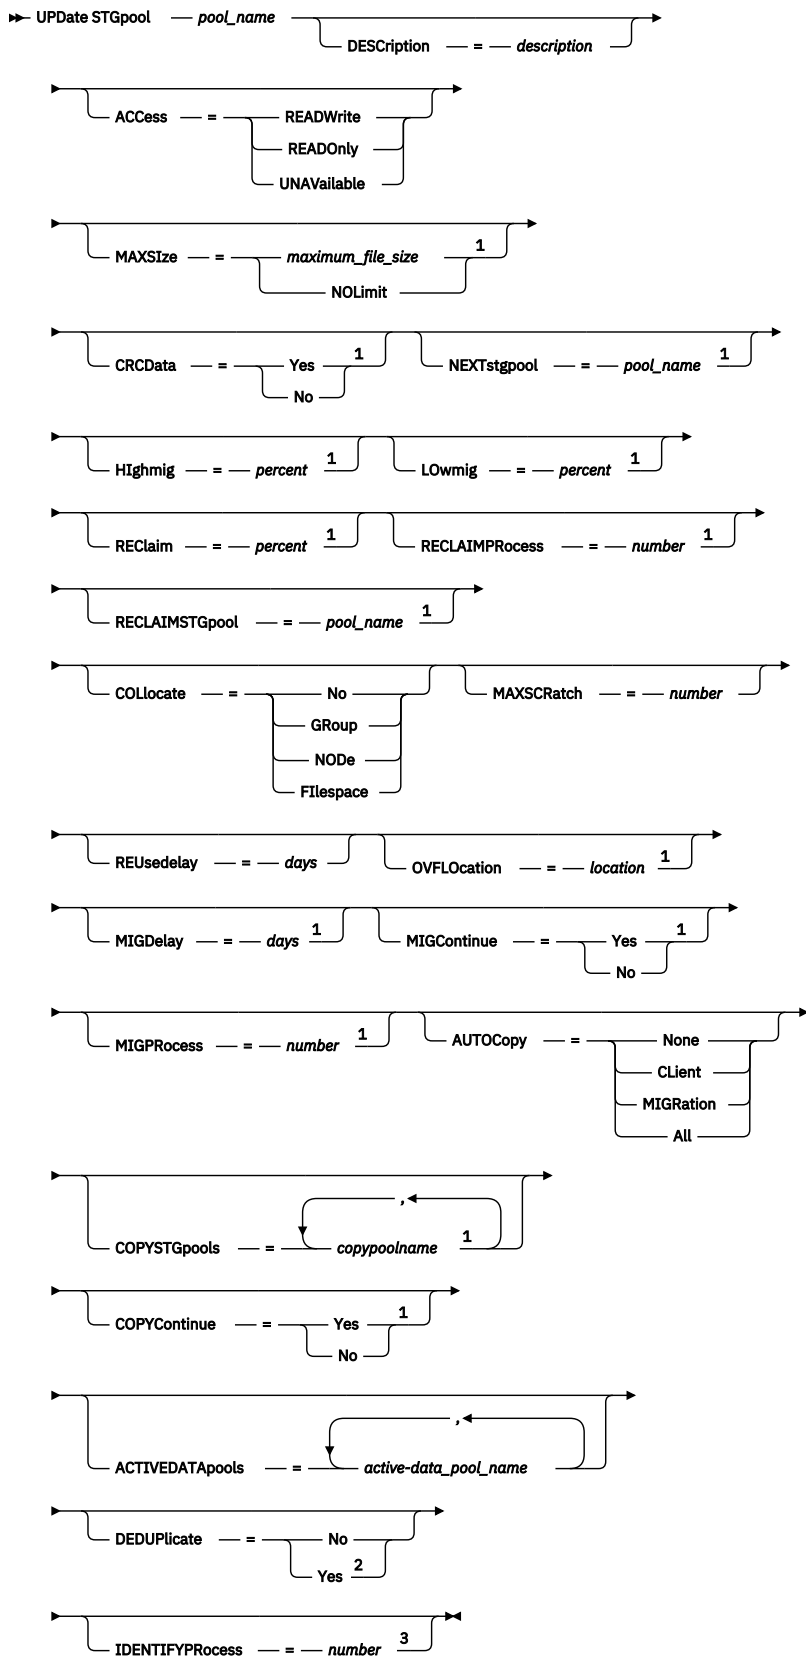 UPDate STGpool pool_name
DESCription = description
ACCess = READWrite
READOnly
UNAVailable
MAXSIze = maximum_file_size 1
NOLimit
CRCData = Yes 1 NEXTstgpool = pool_name 1
No
HIghmig = percent 1 LOwmig = percent 1
REClaim = percent 1 RECLAIMPRocess = number 1
RECLAIMSTGpool = pool_name 1
COLlocate = No MAXSCRatch = number
GRoup
NODe
FIlespace
REUsedelay = days OVFLOcation = location 1
MIGDelay = days 1 MIGContinue = Yes 1
No
MIGPRocess = number 1 AUTOCopy = None
CLient
MIGRation
All
,
COPYSTGpools = copypoolname 1
COPYContinue = Yes 1
No
,
ACTIVEDATApools = active-data_pool_name
DEDUPlicate = No
Yes 2
IDENTIFYPRocess = number 3